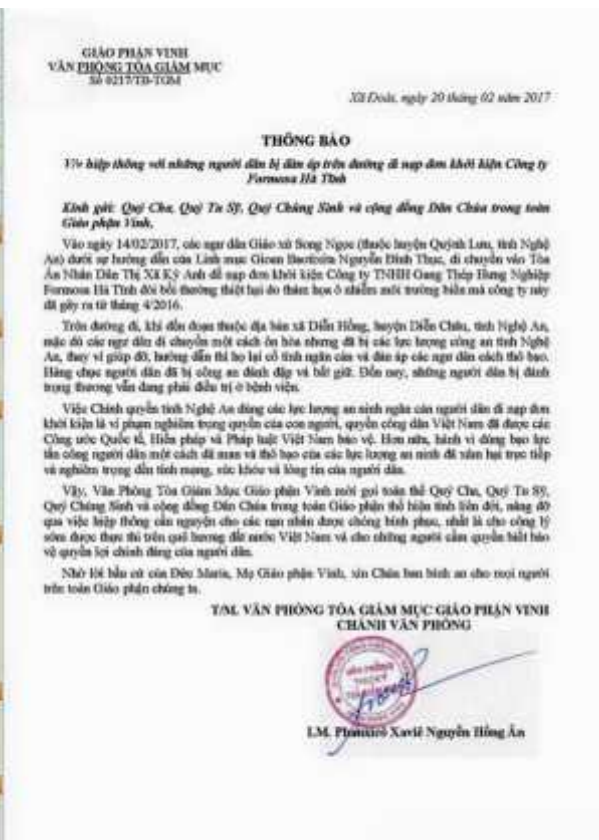 GIÁO PHẬN VINH
VĂN PHÒNG TÒA GIÁM MỤC
Số 0217/TB-TGM
Xã Đoài, ngày 20 tháng 02 năm 2017
THÔNG BÁO
V/v hiệp thông với những người dân bị đàn áp trên đường đi nạp đơn khởi kiện Công ty
Formosa Hà Tĩnh
Kính gửi: Quý Cha, Quý Tu Sỹ, Quý Chủng Sinh và cộng đồng Dân Chúa trong toàn
Giáo phận Vinh,
Vào ngày 14/02/2017, các ngư dân Giáo xứ Song Ngọc (thuộc huyện Quỳnh Lưu, tỉnh Nghệ
An) dưới sự hướng dẫn của Linh mục Gioan Baotixita Nguyễn Đình Thục, di chuyển vào Tòa
Án Nhân Dân Thị Xã Kỳ Anh để nạp đơn khởi kiện Công ty TNHH Gang Thép Hưng Nghiệp
Formosa Hà Tĩnh đòi bồi thường thiệt hại do thảm họa ô nhiễm môi trường biển mà công ty này
đã gây ra từ tháng 4/2016.
Trên đường đi, khi đến đoạn thuộc địa bàn xã Diễn Hồng, huyện Diễn Châu, tỉnh Nghệ An,
mặc dù các ngư dân di chuyển một cách ôn hòa nhưng đã bị các lực lượng công an tỉnh Nghệ
An, thay vì giúp đỡ, hướng dẫn thì họ lại cố tình ngăn cản và đàn áp các ngư dân cách thô bạo.
Hàng chục người dân đã bị công an đánh đập và bắt giữ. Đến nay, những người dân bị đánh
trọng thương vẫn đang phải điều trị ở bệnh viện.
Việc Chính quyền tỉnh Nghệ An dùng các lực lượng an ninh ngăn cản người dân đi nạp đơn
khởi kiện là vi phạm nghiêm trọng quyền của con người, quyền công dân Việt Nam đã được các
Công ước Quốc tế, Hiến pháp và Pháp luật Việt Nam bảo vệ. Hơn nữa, hành vi dùng bạo lực
tấn công người dân một cách dã man và thô bạo của các lực lượng an ninh đã xâm hại trực tiếp
và nghiêm trọng đến tính mạng, sức khỏe và lòng tin của người dân.
Vậy, Văn Phòng Tòa Giám Mục Giáo phận Vinh mời gọi toàn thể Quý Cha, Quý Tu Sỹ,
Quý Chủng Sinh và cộng đồng Dân Chúa trong toàn Giáo phận thể hiện tình liên đới, nâng đỡ
qua việc hiệp thông cầu nguyện cho các nạn nhân được chóng bình phục, nhất là cho công lý
sớm được thực thi trên quê hương đất nước Việt Nam và cho những người cầm quyền biết bảo
vệ quyền lợi chính đáng của người dân.
Nhờ lời bầu cử của Đức Maria, Mẹ Giáo phận Vinh, xin Chúa ban bình an cho mọi người
trên toàn Giáo phận chúng ta.
T/M. VĂN PHÒNG TÒA GIÁM MỤC GIÁO PHẬN VINH
CHÁNH VĂN PHÒNG
VĂN PHÒNG
L.M. Phanxicô Xaviê Nguyễn Hồng Ân